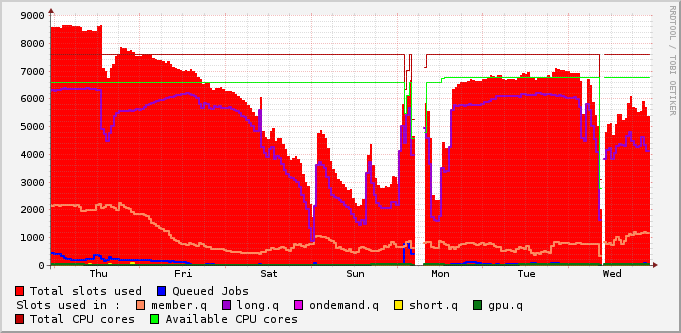 RRDTOOL / TOBI OETIKER
9000
8000
7000
6000
5000
4000
3000
2000
1000
0
Thu Fri Sat Sun Mon Tue Wed
Total slots used Queued Jobs
Slots used in : member.q long.q ondemand.q short.q gpu.q
Total CPU cores Available CPU cores